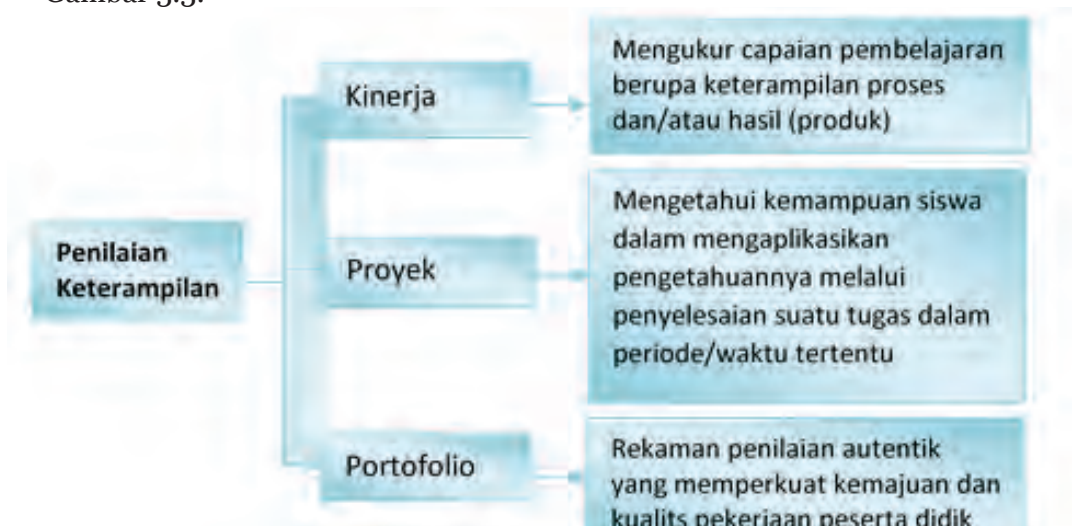 Penilaian
Keterampilan
Kinerja
Mengukur capaian pembelajaran
berupa keterampilan proses
dan/atau hasil (produk)
Proyek
Mengetahui kemampuan siswa
dalam mengaplikasikan
pengetahuannya melalui
penyelesaian suatu tugas dalam
periode/waktu tertentu
Portofolio
Rekaman penilaian autentik
yang memperkuat kemajuan dan
kualits pekerjaan peserta didik